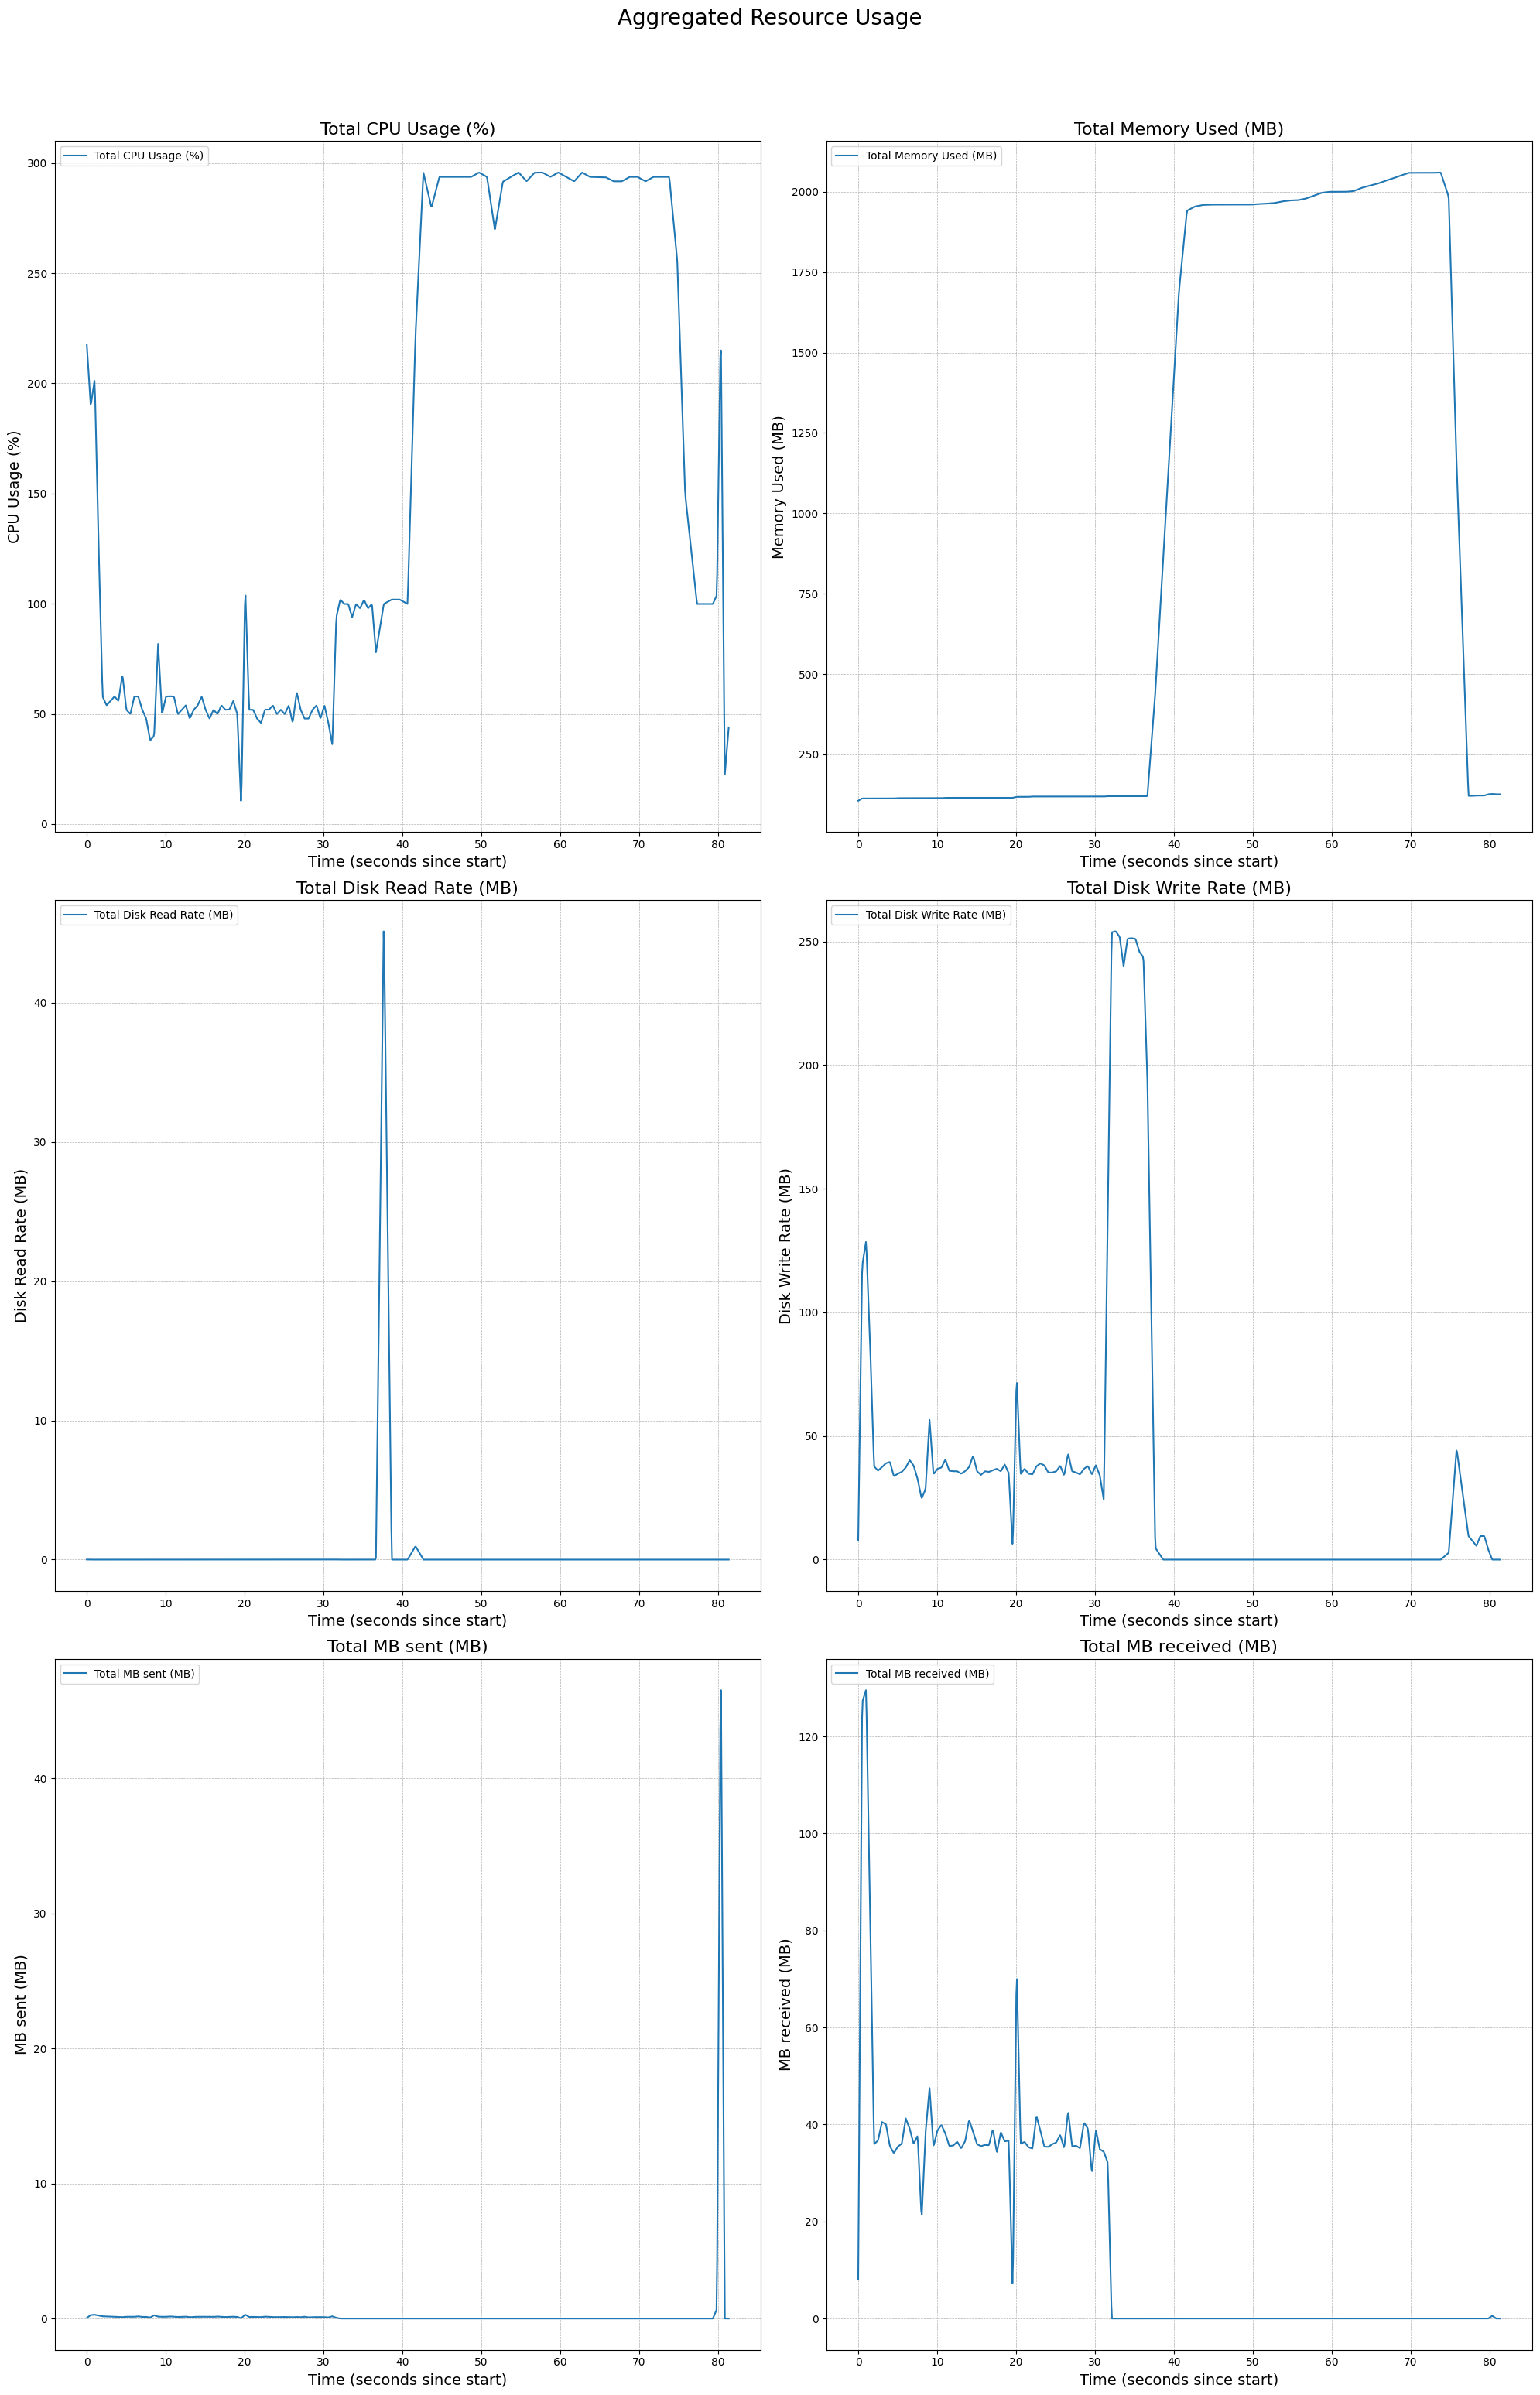 Aggregated Resource Usage
Total CPU Usage (%)
Total CPU Usage (%)
CPU Usage (%)
300
250
200
150
100
50
0
0 10 20 30 40 50 60 70 80
Time (seconds since start)
Total Memory Used (MB)
Total Memory Used (MB)
Memory Used (MB)
2000
1750
1500
1250
1000
750
500
250
0 10 20 30 40 50 60 70 80
Time (seconds since start)
Total Disk Read Rate (MB)
Total Disk Read Rate (MB)
Disk Read Rate (MB)
40
30
20
10
0
0 10 20 30 40 50 60 70 80
Time (seconds since start)
Total Disk Write Rate (MB)
Total Disk Write Rate (MB)
Disk Write Rate (MB)
250
200
150
100
50
0
0 10 20 30 40 50 60 70 80
Time (seconds since start)
Total MB sent (MB)
Total MB sent (MB)
MB sent (MB)
40
30
20
10
0
0 10 20 30 40 50 60 70 80
Time (seconds since start)
Total MB received (MB)
Total MB received (MB)
MB received (MB)
120
100
80
60
40
20
0
0 10 20 30 40 50 60 70 80
Time (seconds since start)